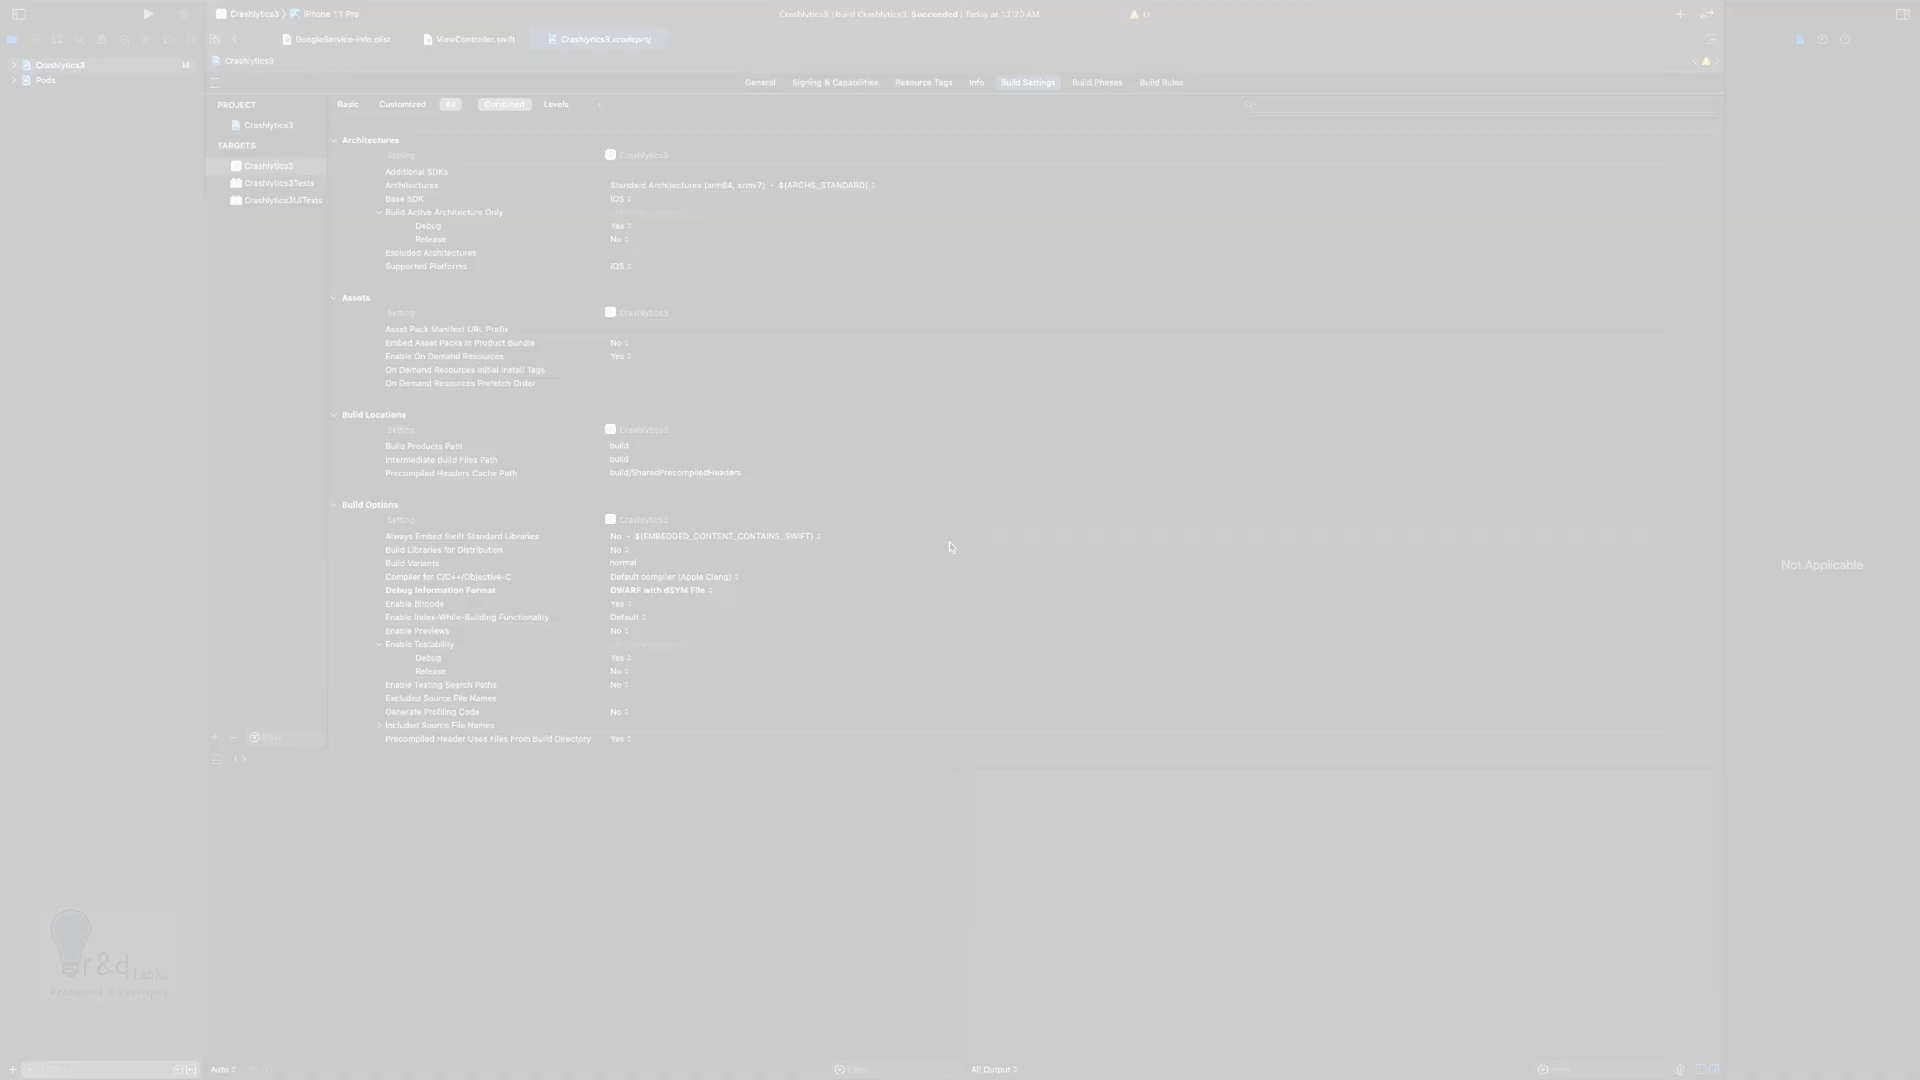 Crashlytics3 iPhone 11 Pro
Crashlytics3 | Build Crashlytics3: Succeeded | Today at 12:20 AM
GoogleService-Info.plist
ViewController.swift
Crashlytics3.xcodeproj
Crashlytics3 M
Pods
Crashlytics3
General
Signing & Capabilities
Resource Tags
Info
Build Settings
Build Phases
Build Rules
PROJECT
Crashlytics3
TARGETS
Crashlytics3
Crashlytics3Tests
Crashlytics3UITests
Basic
Customized
All
Combined
Levels
Architectures
Setting Crashlytics3
Additional SDKs
Architectures Standard Architectures (arm64, armv7) - $(ARCHS_STANDARD)
Base SDK iOS
Build Active Architecture Only
Debug Yes
Release No
Excluded Architectures
Supported Platforms iOS
Assets
Setting Crashlytics3
Asset Pack Manifest URL Prefix
Embed Asset Packs In Product Bundle No
Enable On Demand Resources Yes
On Demand Resources Initial Install Tags
On Demand Resources Prefetch Order
Build Locations
Setting Crashlytics3
Build Products Path build
Intermediate Build Files Path build
Precompiled Headers Cache Path build/SharedPrecompiledHeaders
Build Options
Setting Crashlytics3
Always Embed Swift Standard Libraries No - $(EMBEDDED_CONTENT_CONTAINS_SWIFT)
Build Libraries for Distribution No
Build Variants normal
Compiler for C/C++/Objective-C Default compiler (Apple Clang)
Debug Information Format DWARF with dSYM File
Enable Bitcode Yes
Enable Index-While-Building Functionality Default
Enable Previews No
Enable Testability
Debug Yes
Release No
Enable Testing Search Paths No
Excluded Source File Names
Generate Profiling Code No
Included Source File Names
Precompiled Header Uses Files From Build Directory Yes
Not Applicable
r&d Labs
Auto
All Output